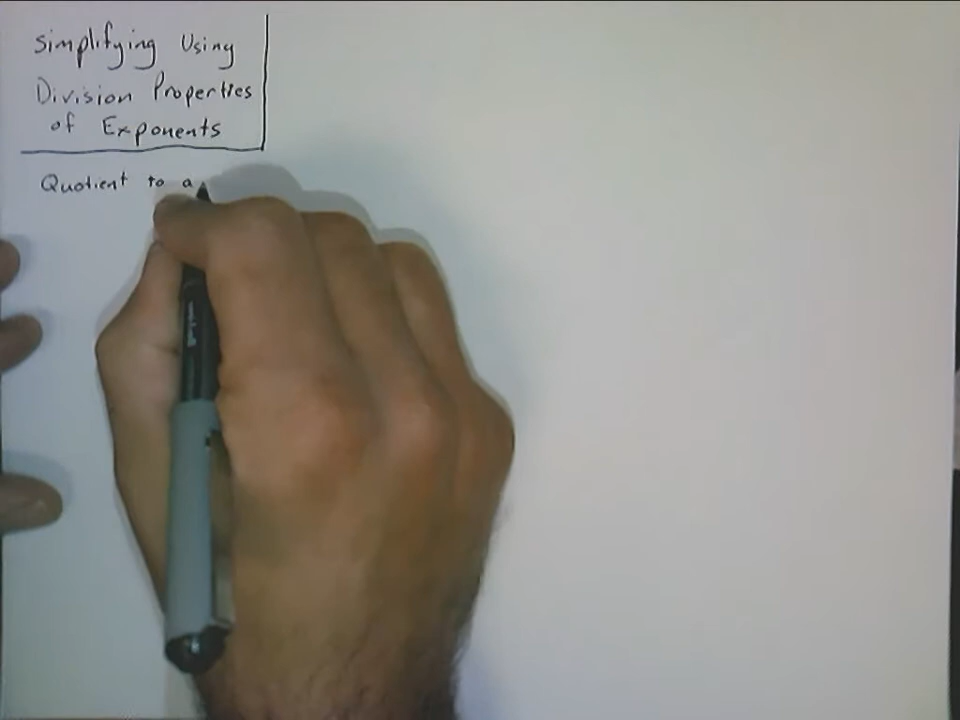 Simplifying Using
Division Properties
of Exponents
Quotient to a